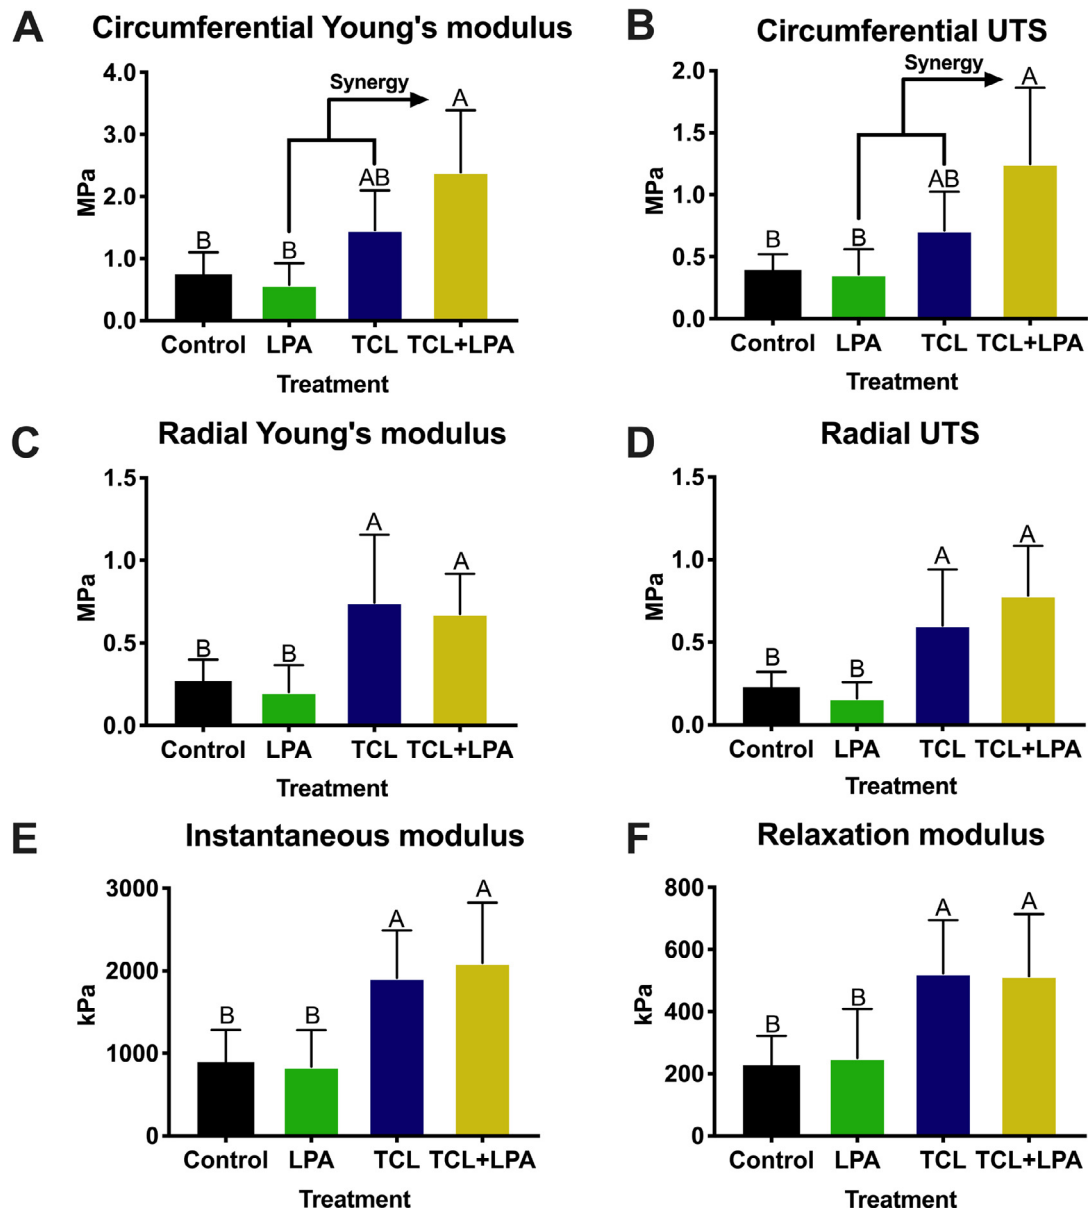 A Circumferential Young's modulus
MPa
4.0
3.0
2.0
1.0
0.0
Synergy
B
B
AB
A
Control LPA TCL TCL+LPA
Treatment
B Circumferential UTS
MPa
2.0
1.5
1.0
0.5
0.0
Synergy
B
B
AB
A
Control LPA TCL TCL+LPA
Treatment
C Radial Young's modulus
MPa
1.5
1.0
0.5
0.0
B
B
A
A
Control LPA TCL TCL+LPA
Treatment
D Radial UTS
MPa
1.5
1.0
0.5
0.0
B
B
A
A
Control LPA TCL TCL+LPA
Treatment
E Instantaneous modulus
kPa
3000
2000
1000
0
B
B
A
A
Control LPA TCL TCL+LPA
Treatment
F Relaxation modulus
kPa
800
600
400
200
0
B
B
A
A
Control LPA TCL TCL+LPA
Treatment